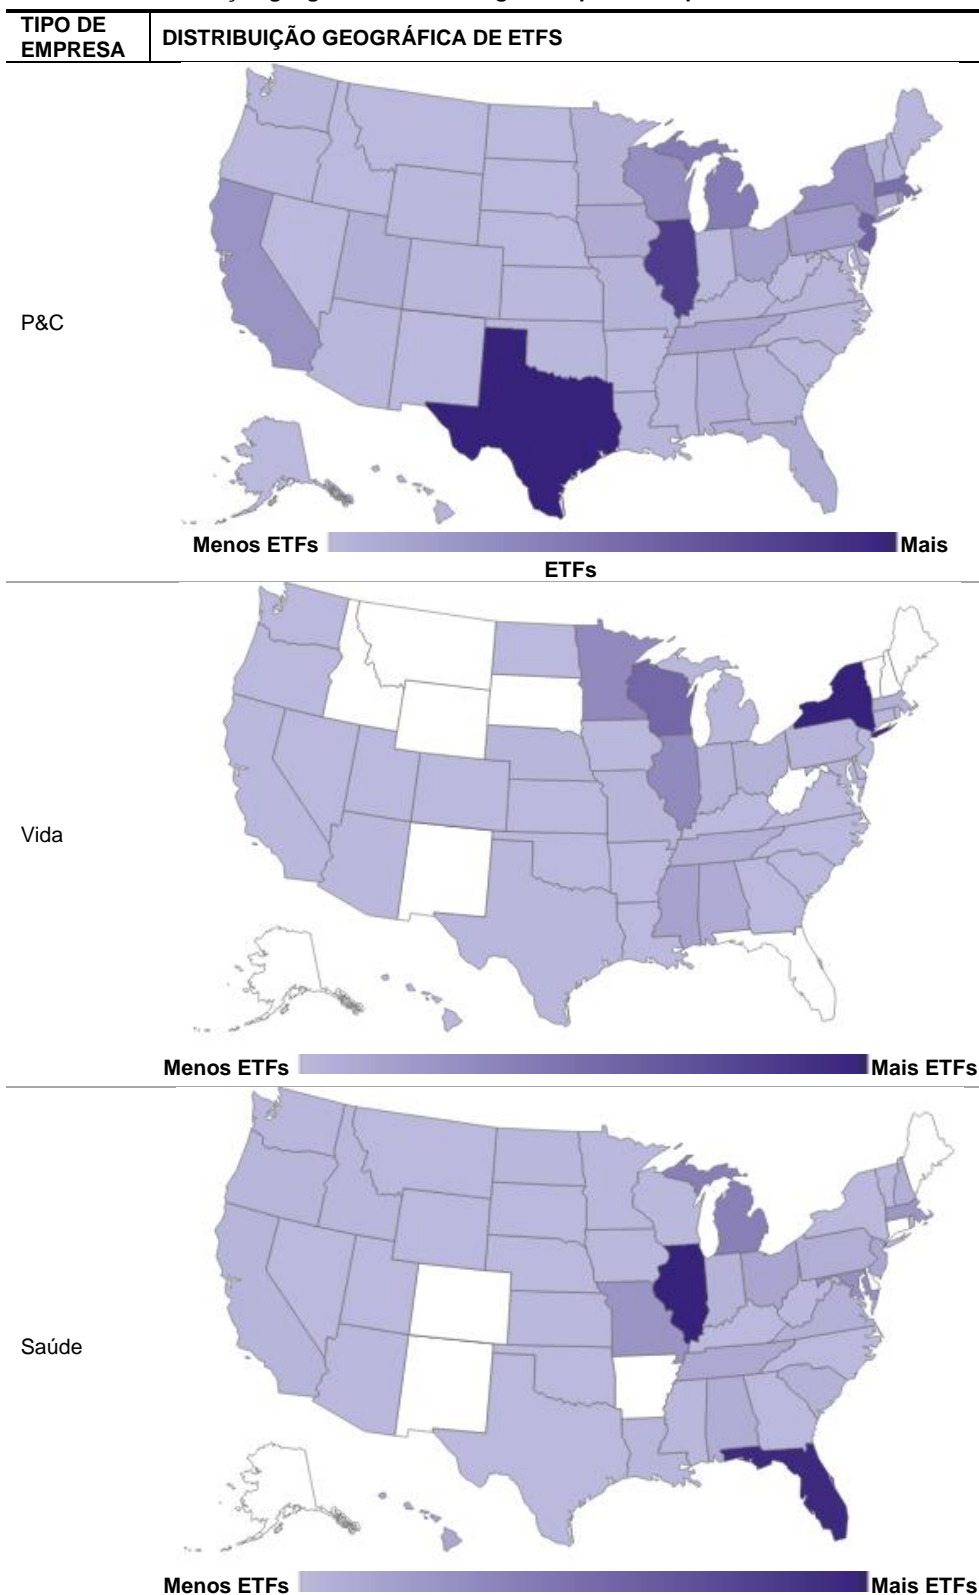 TIPO DE
EMPRESA
DISTRIBUIÇÃO GEOGRÁFICA DE ETFS
P&C
Menos ETFs Mais
ETFs
Vida
Menos ETFs Mais ETFs
Saúde
Menos ETFs Mais ETFs